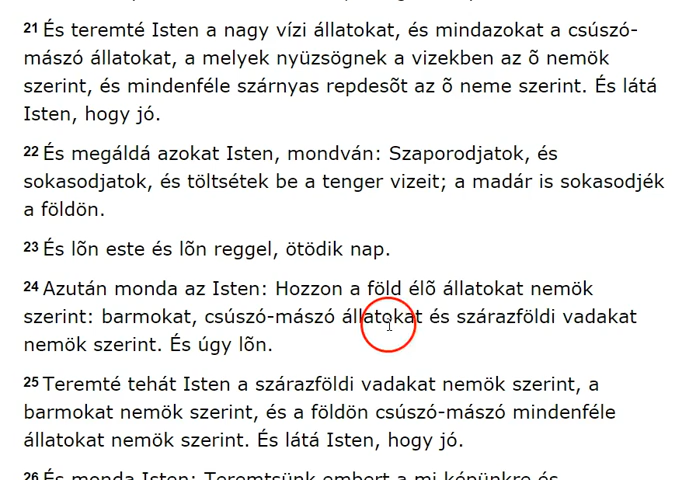 21 És teremté Isten a nagy vízi állatokat, és mindazokat a csúszó-
mászó állatokat, a melyek nyüzsögnek a vizekben az õ nemök
szerint, és mindenféle szárnyas repdesõt az õ neme szerint. És látá
Isten, hogy jó.
22 És megáldá azokat Isten, mondván: Szaporodjatok, és
sokasodjatok, és töltsétek be a tenger vizeit; a madár is sokasodjék
a földön.
23 És lõn este és lõn reggel, ötödik nap.
24 Azután monda az Isten: Hozzon a föld élõ állatokat nemök
szerint: barmokat, csúszó-mászó állatokat és szárazföldi vadakat
nemök szerint. És úgy lõn.
25 Teremté tehát Isten a szárazföldi vadakat nemök szerint, a
barmokat nemök szerint, és a földön csúszó-mászó mindenféle
állatokat nemök szerint. És látá Isten, hogy jó.
26 És monda Isten: Teremtsünk embert a mi képünkre és